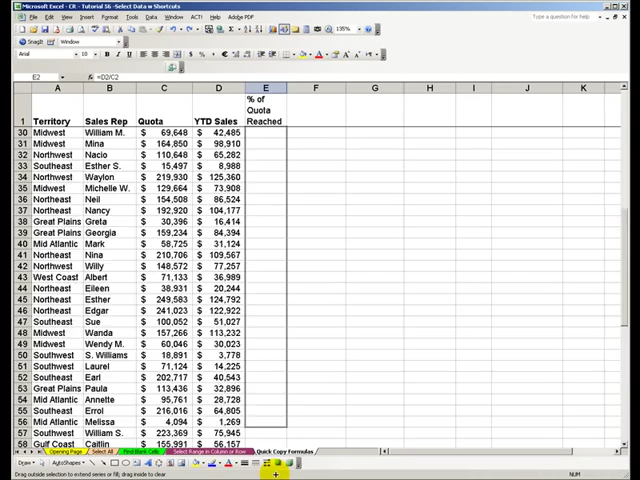 Microsoft Excel - CR - Tutorial 56 -Select Data w Shortcuts
File Edit View Insert Format Tools Data Window ACT! Help Adobe PDF
Type a question for help
135%
SnagIt Window
Arial 10
E2 =D2/C2
A B C D E F G H I J K
1 Territory Sales Rep Quota YTD Sales % of
Quota
Reached
30 Midwest William M. $ 69,648 $ 42,485
31 Midwest Mina $ 164,850 $ 98,910
32 Northwest Nacio $ 110,648 $ 65,282
33 Southeast Esther S. $ 15,497 $ 8,988
34 Northwest Waylon $ 219,930 $ 125,360
35 Midwest Michelle W. $ 129,664 $ 73,908
36 Northeast Neil $ 154,508 $ 86,524
37 Northeast Nancy $ 192,920 $ 104,177
38 Great Plains Greta $ 30,396 $ 16,414
39 Great Plains Georgia $ 159,234 $ 84,394
40 Mid Atlantic Mark $ 58,725 $ 31,124
41 Northeast Nina $ 210,706 $ 109,567
42 Northwest Willy $ 148,572 $ 77,257
43 West Coast Albert $ 71,133 $ 36,989
44 Northeast Eileen $ 38,931 $ 20,244
45 Northeast Esther $ 249,583 $ 124,792
46 Northeast Edgar $ 241,023 $ 122,922
47 Southeast Sue $ 100,052 $ 51,027
48 Midwest Wanda $ 157,266 $ 113,232
49 Midwest Wendy M. $ 60,046 $ 30,023
50 Southwest S. Williams $ 18,891 $ 3,778
51 Southwest Laurel $ 71,124 $ 14,225
52 Southeast Earl $ 202,717 $ 40,543
53 Great Plains Paula $ 113,436 $ 32,896
54 Mid Atlantic Annette $ 95,761 $ 28,728
55 Southeast Errol $ 216,016 $ 64,805
56 Mid Atlantic Melissa $ 4,094 $ 1,269
57 Southwest William S. $ 223,369 $ 75,945
58 Gulf Coast Caitlin $ 155,991 $ 56,157
Opening Page Select All Find Blank Cells Select Range in Column or Row Quick Copy Formulas
Draw AutoShapes
Drag outside selection to extend series or fill; drag inside to clear NUM